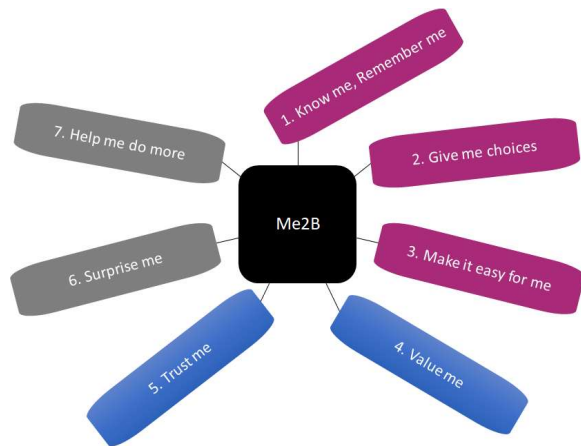 Me2B
1. Know me, Remember me
2. Give me choices
3. Make it easy for me
4. Value me
5. Trust me
6. Surprise me
7. Help me do more